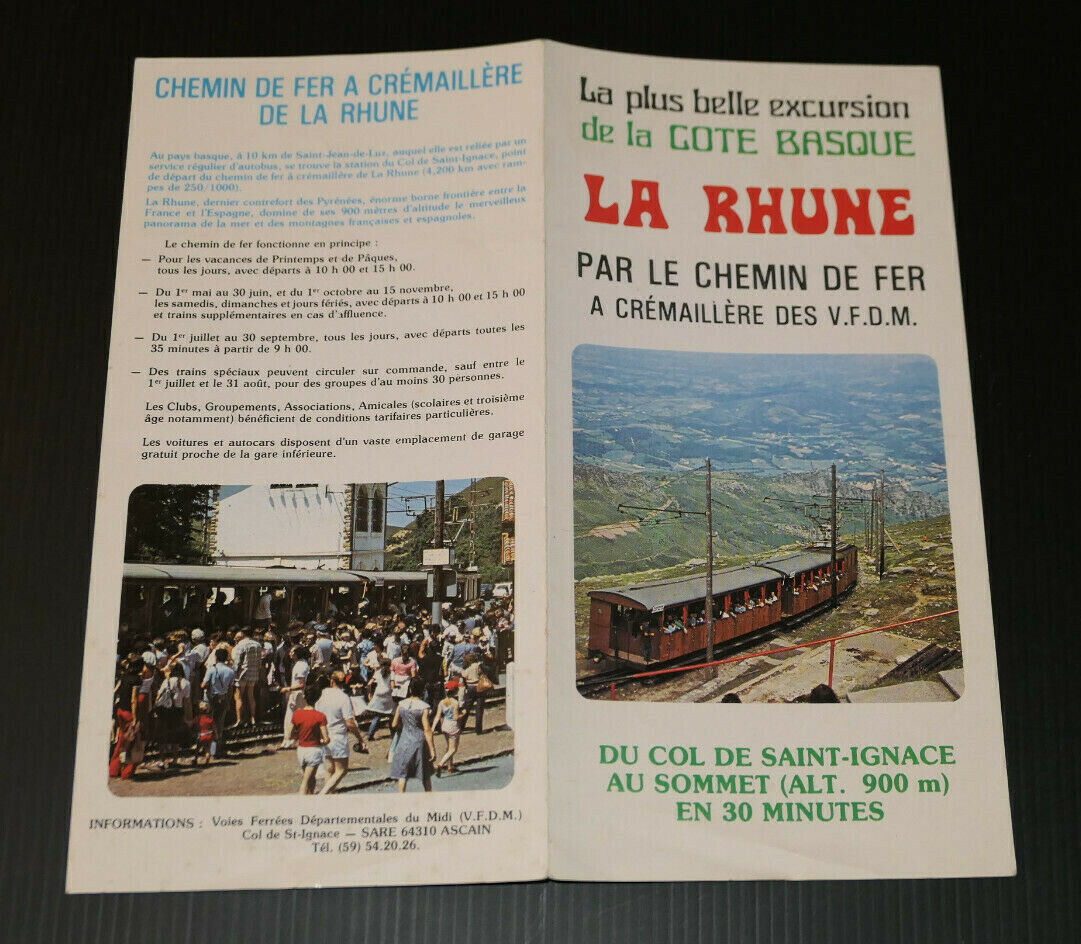 CHEMIN DE FER A CRÉMAILLÈRE
DE LA RHUNE
Au pays basque, à 10 km de Saint-Jean-de-Luz, auquel elle est reliée par un
service régulier d'autobus, se trouve la station du Col de Saint-Ignace, point
de départ du chemin de fer à crémaillère de La Rhune (4,200 km avec ram-
pes de 250/1000).
La Rhune, dernier contrefort des Pyrénées, énorme borne frontière entre la
France et l'Espagne, domine de ses 900 mètres d'altitude le merveilleux
panorama de la mer et des montagnes françaises et espagnoles.
Le chemin de fer fonctionne en principe :
— Pour les vacances de Printemps et de Pâques,
tous les jours, avec départs à 10 h 00 et 15 h 00.
— Du 1er mai au 30 juin, et du 1er octobre au 15 novembre,
les samedis, dimanches et jours fériés, avec départs à 10 h 00 et 15 h 00
et trains supplémentaires en cas d'affluence.
— Du 1er juillet au 30 septembre, tous les jours, avec départs toutes les
35 minutes à partir de 9 h 00.
— Des trains spéciaux peuvent circuler sur commande, sauf entre le
1er juillet et le 31 août, pour des groupes d'au moins 30 personnes.
Les Clubs, Groupements, Associations, Amicales (scolaires et troisième
âge notamment) bénéficient de conditions tarifaires particulières.
Les voitures et autocars disposent d'un vaste emplacement de garage
gratuit proche de la gare inférieure.
INFORMATIONS : Voies Ferrées Départementales du Midi (V.F.D.M.)
Col de St-Ignace — SARE 64310 ASCAIN
Tél. (59) 54.20.26.
La plus belle excursion
de la COTE BASQUE
LA RHUNE
PAR LE CHEMIN DE FER
A CRÉMAILLÈRE DES V.F.D.M.
DU COL DE SAINT-IGNACE
AU SOMMET (ALT. 900 m)
EN 30 MINUTES